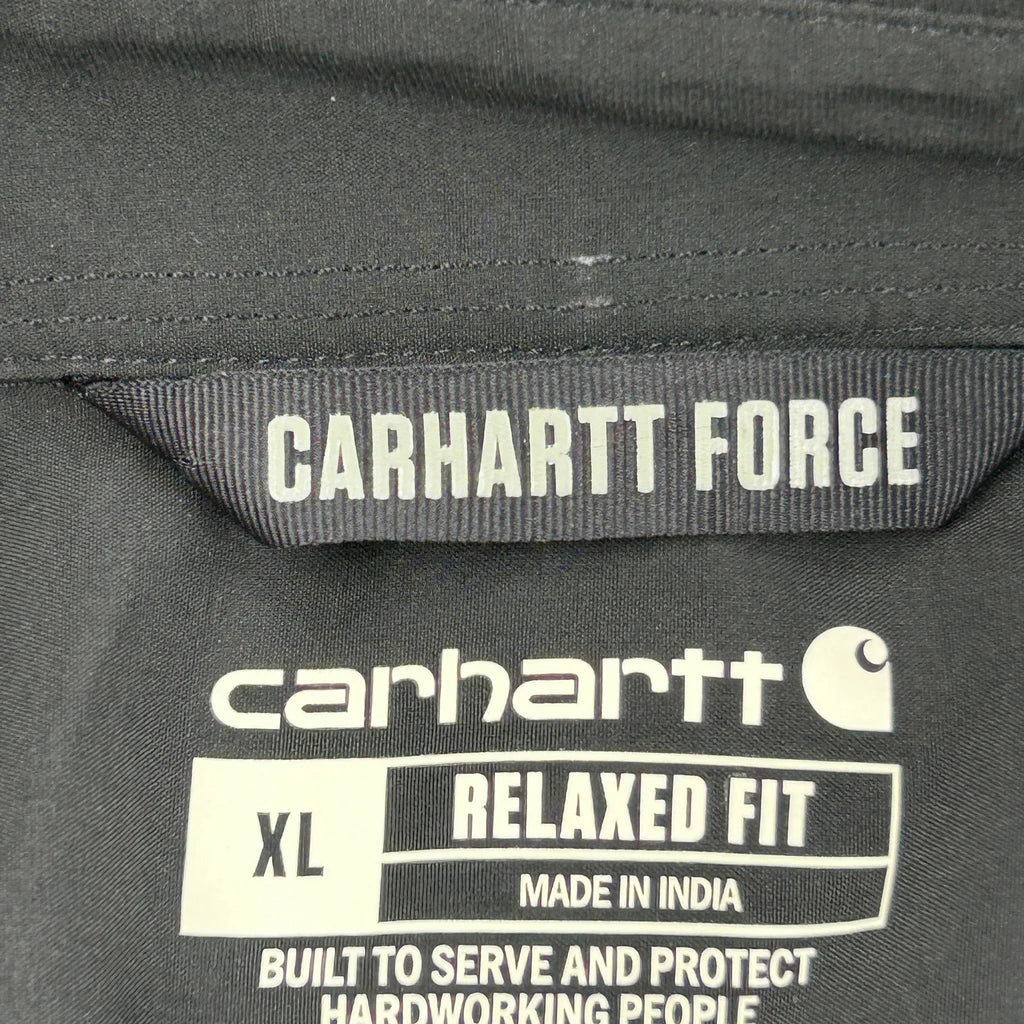 CARHARTT FORCE
carhartt
XL
RELAXED FIT
MADE IN INDIA
BUILT TO SERVE AND PROTECT
HARDWORKING PEOPLE